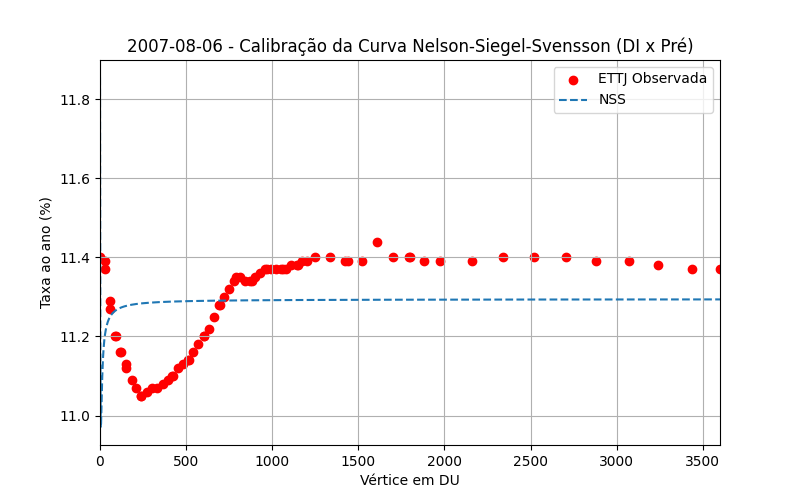 2007-08-06 - Calibração da Curva Nelson-Siegel-Svensson (DI x Pré)
ETTJ Observada
NSS
Taxa ao ano (%)
11.8
11.6
11.4
11.2
11.0
0 500 1000 1500 2000 2500 3000 3500
Vértice em DU